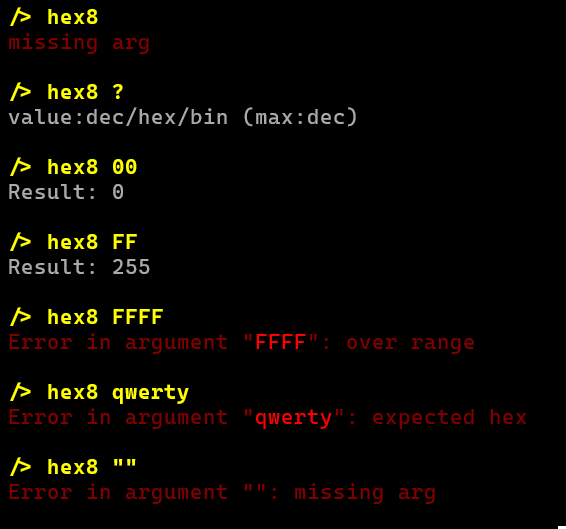 /> hex8
missing arg
/> hex8 ?
value:dec/hex/bin (max:dec)
/> hex8 00
Result: 0
/> hex8 FF
Result: 255
/> hex8 FFFF
Error in argument "FFFF": over range
/> hex8 qwerty
Error in argument "qwerty": expected hex
/> hex8 ""
Error in argument "": missing arg